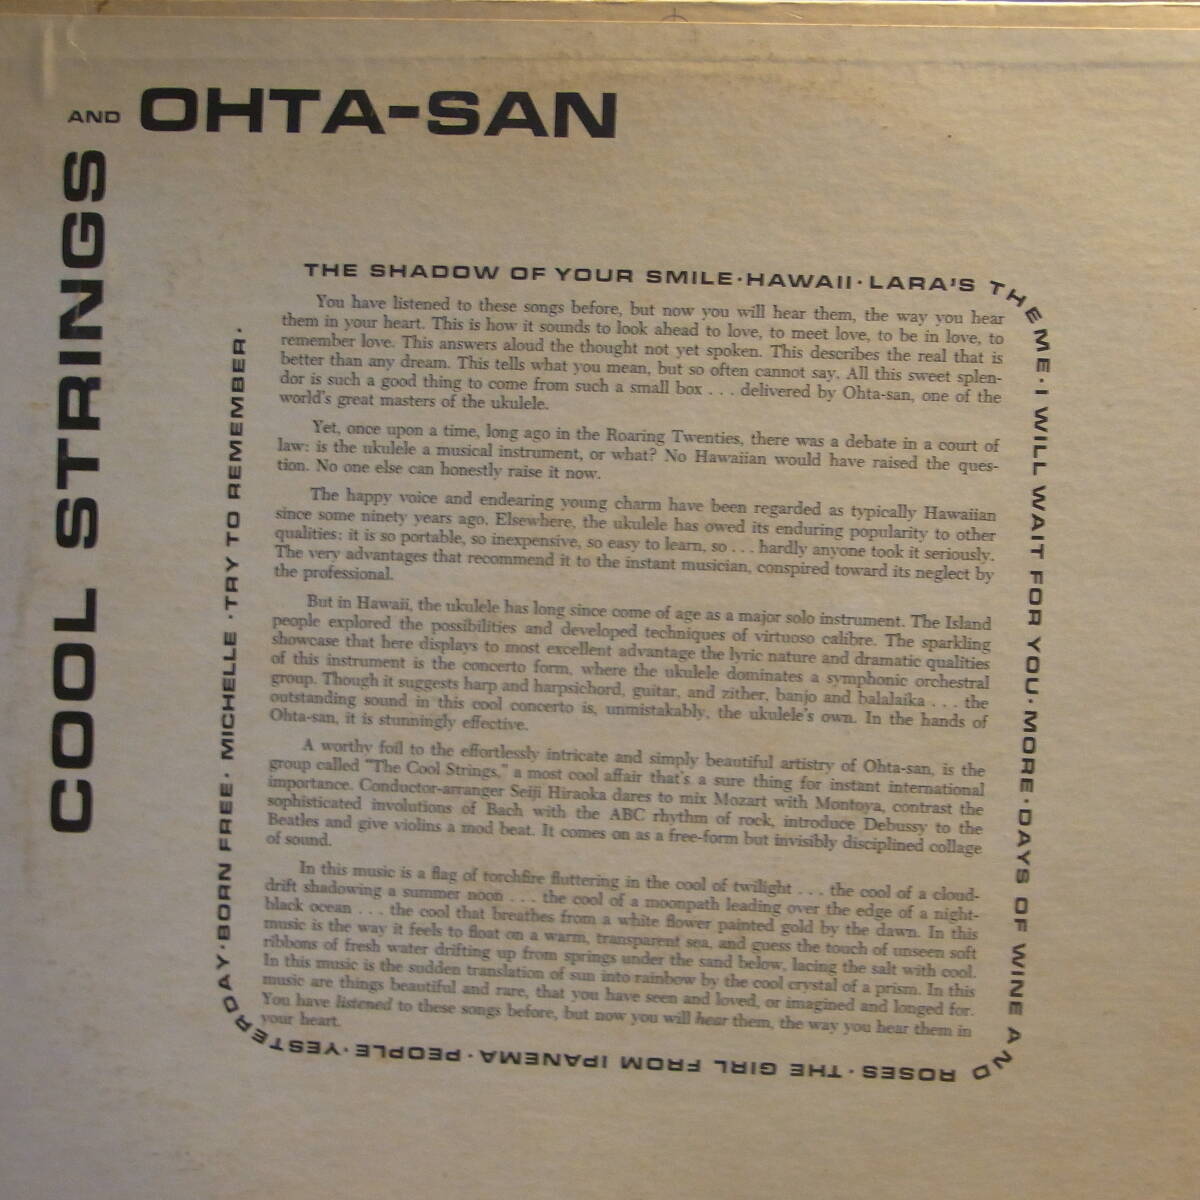 AND OHTA-SAN
COOL STRINGS
THE SHADOW OF YOUR SMILE·HAWAII·LARA'S THEME·I WILL WAIT FOR YOU·MORE·DAYS OF WINE AND ROSES·THE GIRL FROM IPANEMA·PEOPLE·YESTERDAY·BORN FREE·MICHELLE·TRY TO REMEMBER·
You have listened to these songs before, but now you will hear them, the way you hear
them in your heart. This is how it sounds to look ahead to love, to meet love, to be in love, to
remember love. This answers aloud the thought not yet spoken. This describes the real that is
better than any dream. This tells what you mean, but so often cannot say. All this sweet splen-
dor is such a good thing to come from such a small box . . . delivered by Ohta-san, one of the
world's great masters of the ukulele.
Yet, once upon a time, long ago in the Roaring Twenties, there was a debate in a court of
law: is the ukulele a musical instrument, or what? No Hawaiian would have raised the ques-
tion. No one else can honestly raise it now.
The happy voice and endearing young charm have been regarded as typically Hawaiian
since some ninety years ago. Elsewhere, the ukulele has owed its enduring popularity to other
qualities: it is so portable, so inexpensive, so easy to learn, so . . . hardly anyone took it seriously.
The very advantages that recommend it to the instant musician, conspired toward its neglect by
the professional.
But in Hawaii, the ukulele has long since come of age as a major solo instrument. The Island
people explored the possibilities and developed techniques of virtuoso calibre. The sparkling
showcase that here displays to most excellent advantage the lyric nature and dramatic qualities
of this instrument is the concerto form, where the ukulele dominates a symphonic orchestral
group. Though it suggests harp and harpsichord, guitar, and zither, banjo and balalaika . . . the
outstanding sound in this cool concerto is, unmistakably, the ukulele's own. In the hands of
Ohta-san, it is stunningly effective.
A worthy foil to the effortlessly intricate and simply beautiful artistry of Ohta-san, is the
group called "The Cool Strings," a most cool affair that's a sure thing for instant international
importance. Conductor-arranger Seiji Hiraoka dares to mix Mozart with Montoya, contrast the
sophisticated involutions of Bach with the ABC rhythm of rock, introduce Debussy to the
Beatles and give violins a mod beat. It comes on as a free-form but invisibly disciplined collage
of sound.
In this music is a flag of torchfire fluttering in the cool of twilight . . . the cool of a cloud-
drift shadowing a summer noon . . . the cool of a moonpath leading over the edge of a night-
black ocean . . . the cool that breathes from a white flower painted gold by the dawn. In this
music is the way it feels to float on a warm, transparent sea, and guess the touch of unseen soft
ribbons of fresh water drifting up from springs under the sand below, lacing the salt with cool.
In this music is the sudden translation of sun into rainbow by the cool crystal of a prism. In this
music are things beautiful and rare, that you have seen and loved, or imagined and longed for.
You have listened to these songs before, but now you will hear them, the way you hear them in
your heart.